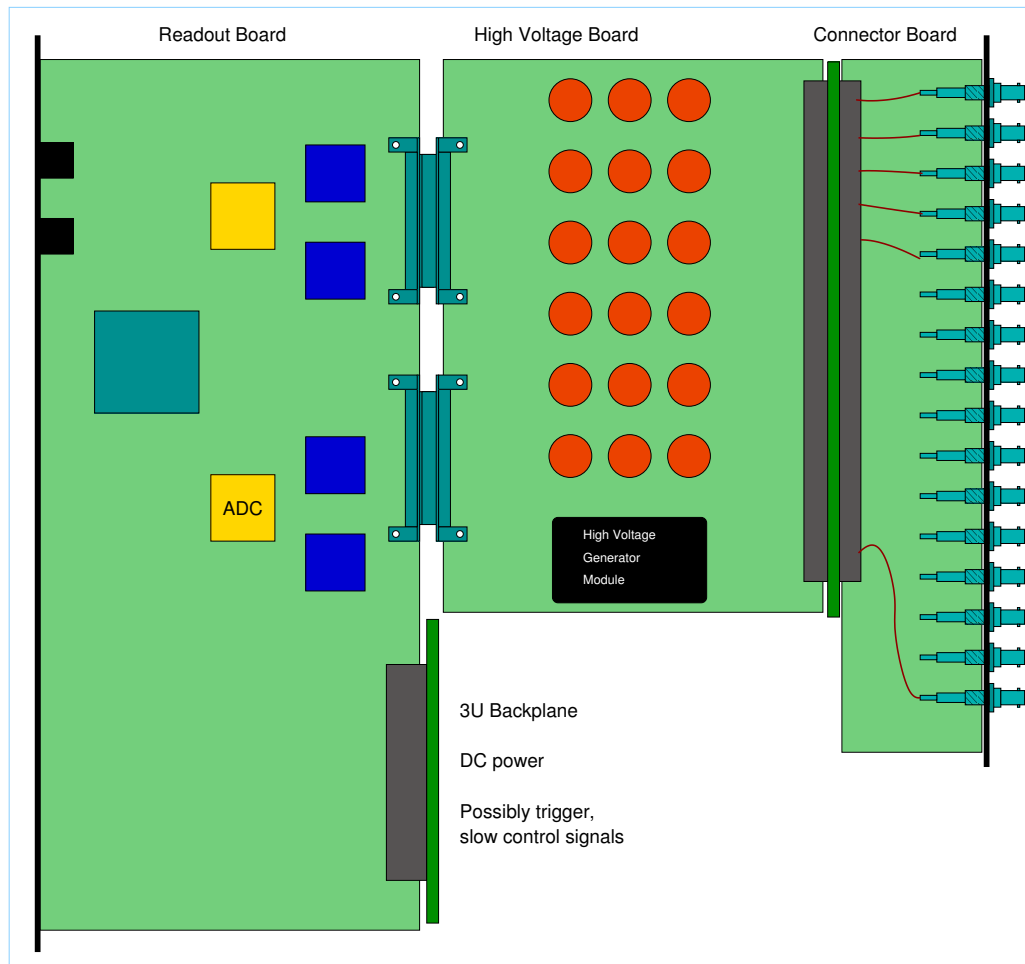 Readout Board
High Voltage Board
Connector Board
ADC
High Voltage
Generator
Module
3U Backplane
DC power
Possibly trigger,
slow control signals